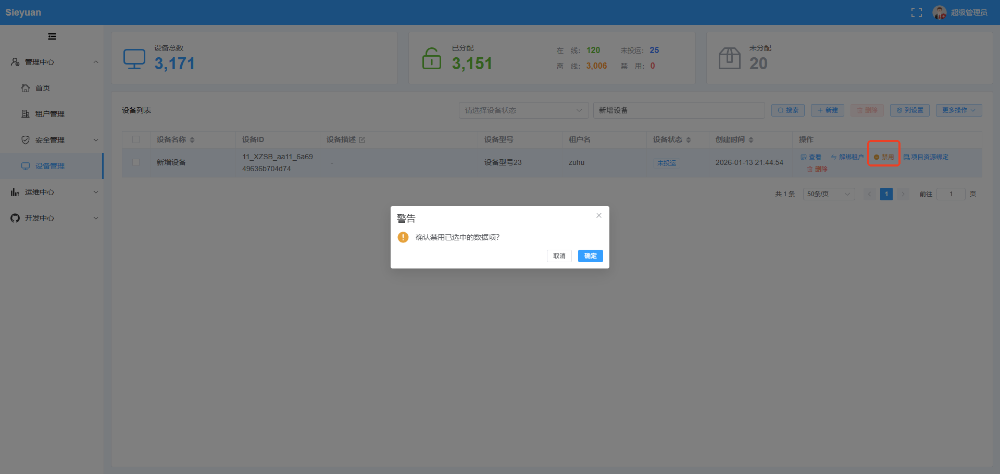 Sieyuan
超级管理员
管理中心
首页
租户管理
安全管理
设备管理
运维中心
开发中心
设备总数
3,171
已分配
3,151
在 线: 120 未投运: 25
离 线: 3,006 禁 用: 0
未分配
20
设备列表 请选择设备状态 新增设备 搜索 新建 删除 列设置 更多操作
设备名称 设备ID 设备描述 设备型号 租户名 设备状态 创建时间 操作
新增设备 11_XZSB_aa11_6a69 - 设备型号23 zuhu 未投运 2026-01-13 21:44:54 查看 解绑租户 禁用 项目资源绑定
49636b704d74 删除
共 1 条 50条/页 1 前往 1 页
警告
确认禁用已选中的数据项?
取消 确定